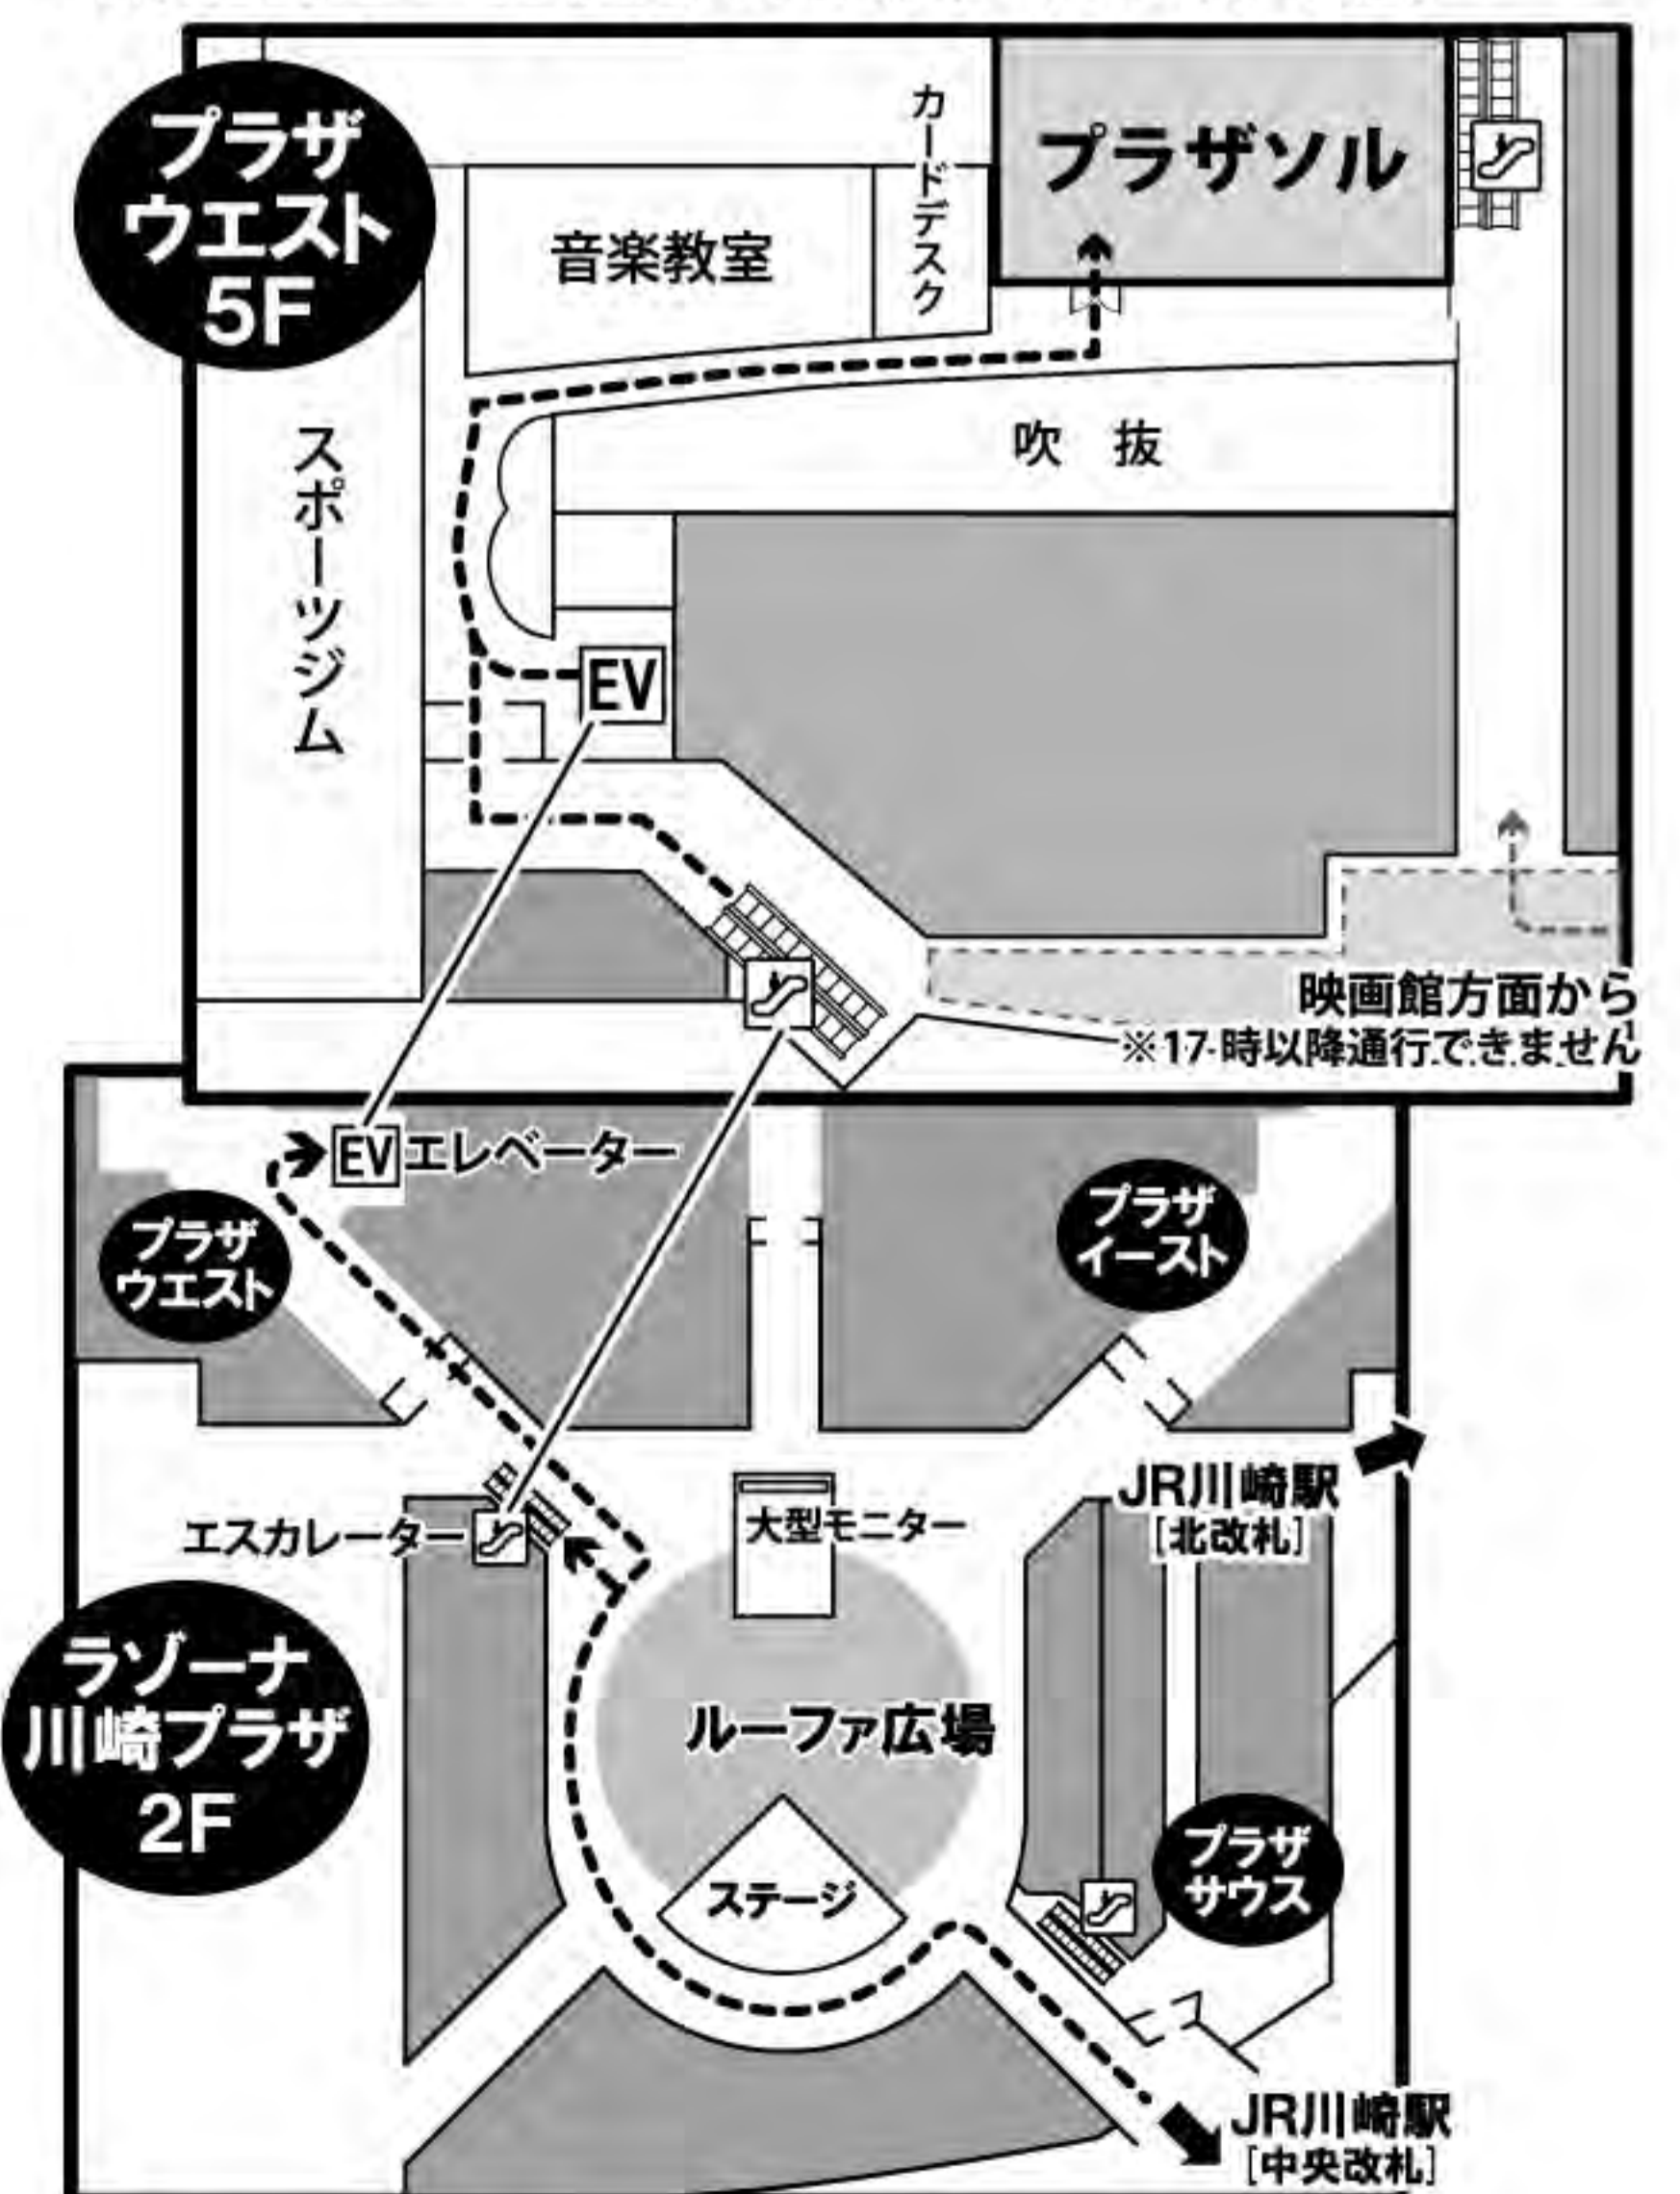 プラザ
ウエスト
5F
カードデスク
プラザソル
音楽教室
吹 抜
スポーツジム
EV
映画館方面から
※17時以降通行できません
EV エレベーター
プラザ
ウエスト
プラザ
イースト
JR川崎駅
[北改札]
大型モニター
エスカレーター
ラゾーナ
川崎プラザ
2F
ルーファ広場
ステージ
プラザ
サウス
JR川崎駅
[中央改札]